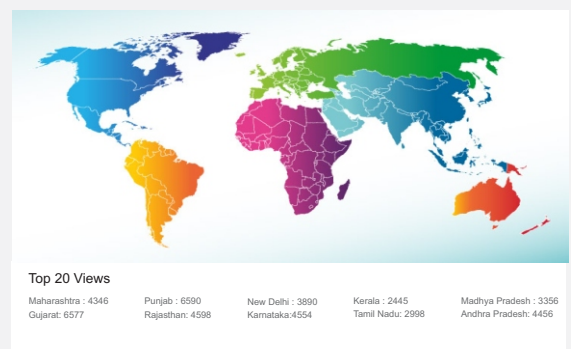 Top 20 Views
Maharashtra : 4346 Punjab : 6590 New Delhi : 3890 Kerala : 2445 Madhya Pradesh : 3356
Gujarat: 6577 Rajasthan: 4598 Karnataka:4554 Tamil Nadu: 2998 Andhra Pradesh: 4456